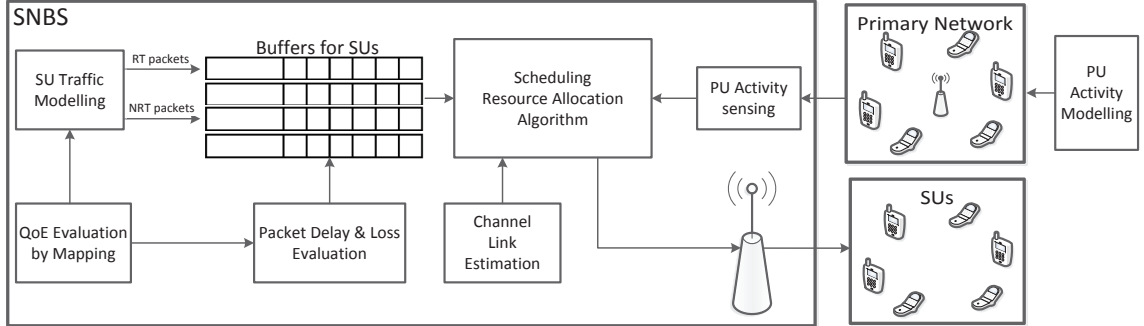 SNBS
SU Traffic
Modelling
RT packets
NRT packets
Buffers for SUs
Scheduling
Resource Allocation
Algorithm
PU Activity
sensing
Primary Network
PU
Activity
Modelling
QoE Evaluation
by Mapping
Packet Delay & Loss
Evaluation
Channel
Link
Estimation
SUs